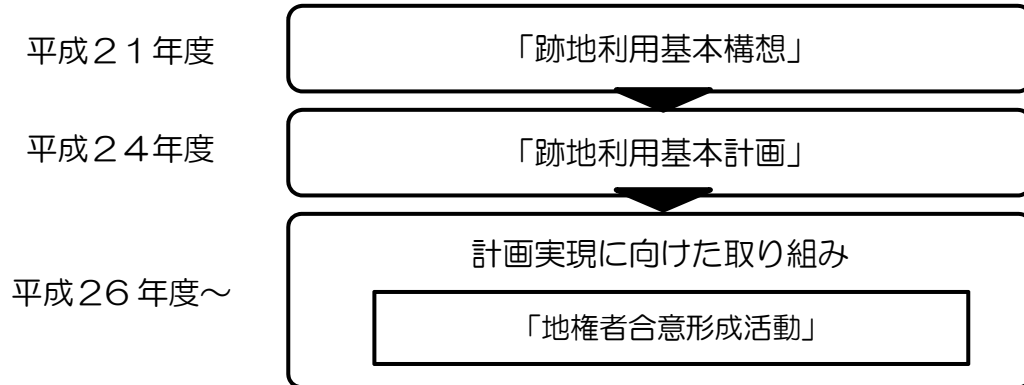 平成２１年度
「跡地利用基本構想」
平成２４年度
「跡地利用基本計画」
計画実現に向けた取り組み
平成２６年度～
「地権者合意形成活動」